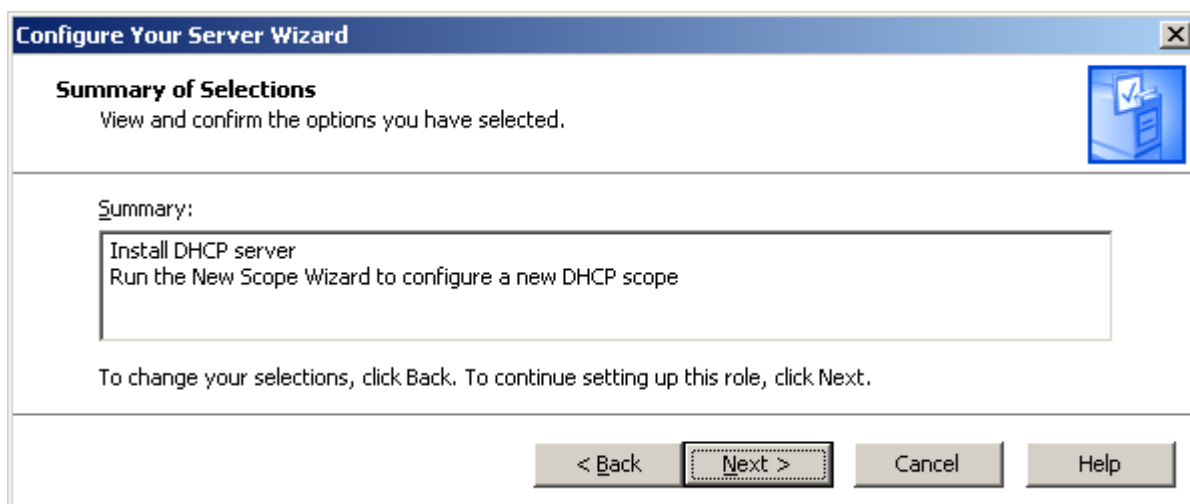 Configure Your Server Wizard
Summary of Selections
View and confirm the options you have selected.
Summary:
Install DHCP server
Run the New Scope Wizard to configure a new DHCP scope
To change your selections, click Back. To continue setting up this role, click Next.
< Back Next > Cancel Help